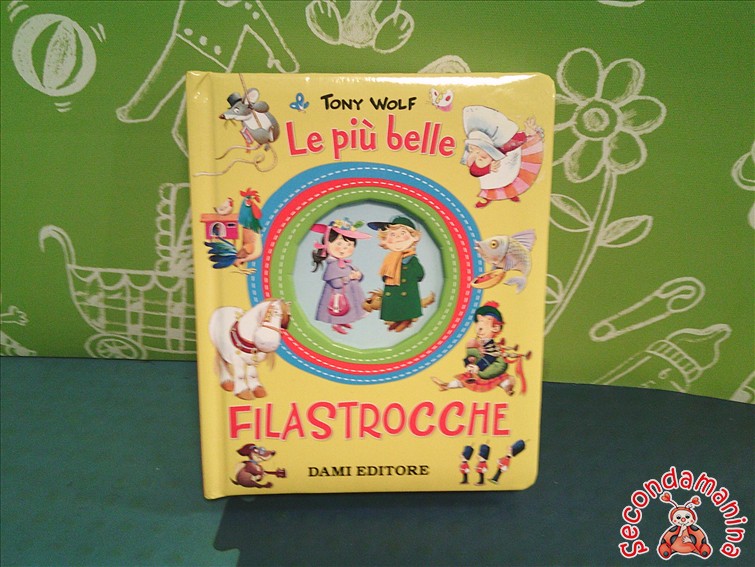 TONY WOLF
Le più belle
FILASTROCCHE
DAMI EDITORE
Secondamanina